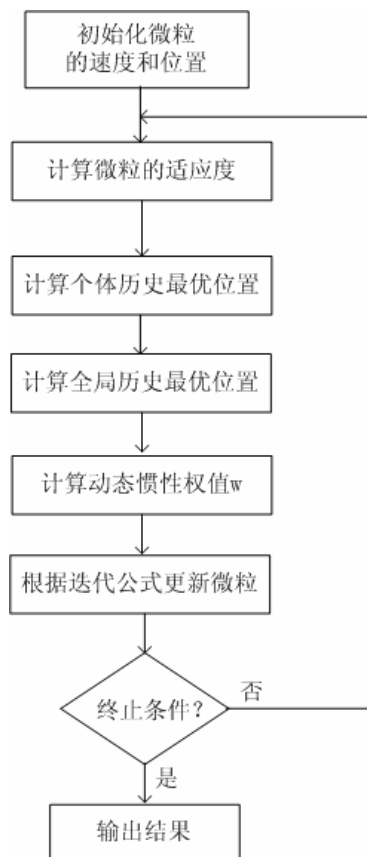 初始化微粒
的速度和位置
计算微粒的适应度
计算个体历史最优位置
计算全局历史最优位置
计算动态惯性权值w
根据迭代公式更新微粒
终止条件？
否
是
输出结果